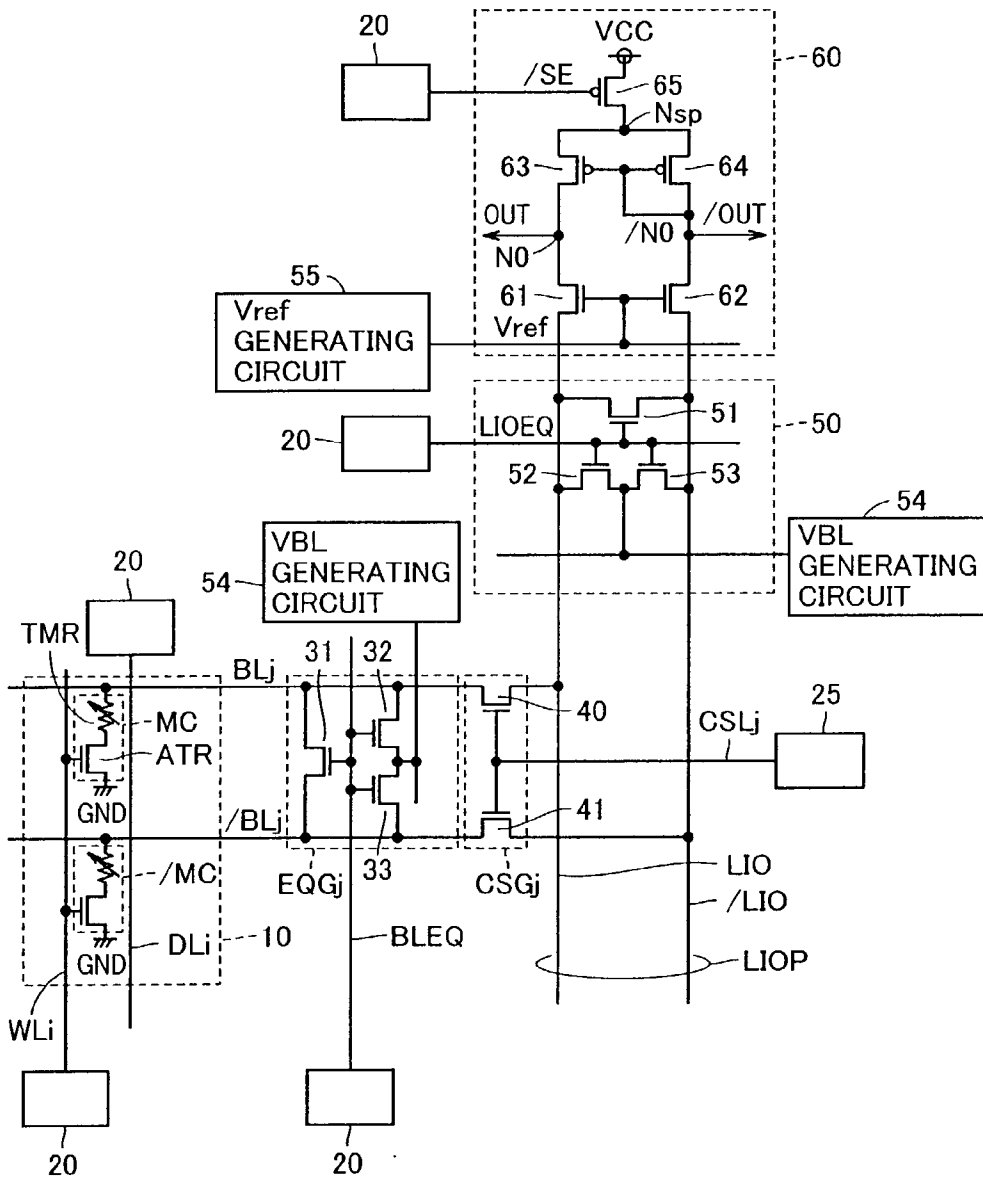 20
VCC
60
/SE
65
Nsp
63
64
OUT
/OUT
/N0
N0
55
61
62
Vref
GENERATING
CIRCUIT
Vref
51
50
20
LIOEQ
52
53
54
VBL
GENERATING
CIRCUIT
54
VBL
GENERATING
CIRCUIT
20
TMR
BLj
31
32
MC
40
25
CSLj
ATR
GND
/BLj
41
/MC
EQGj
33
CSGj
LIO
/LIO
10
GND
DLi
BLEQ
LIOP
WLi
20
20